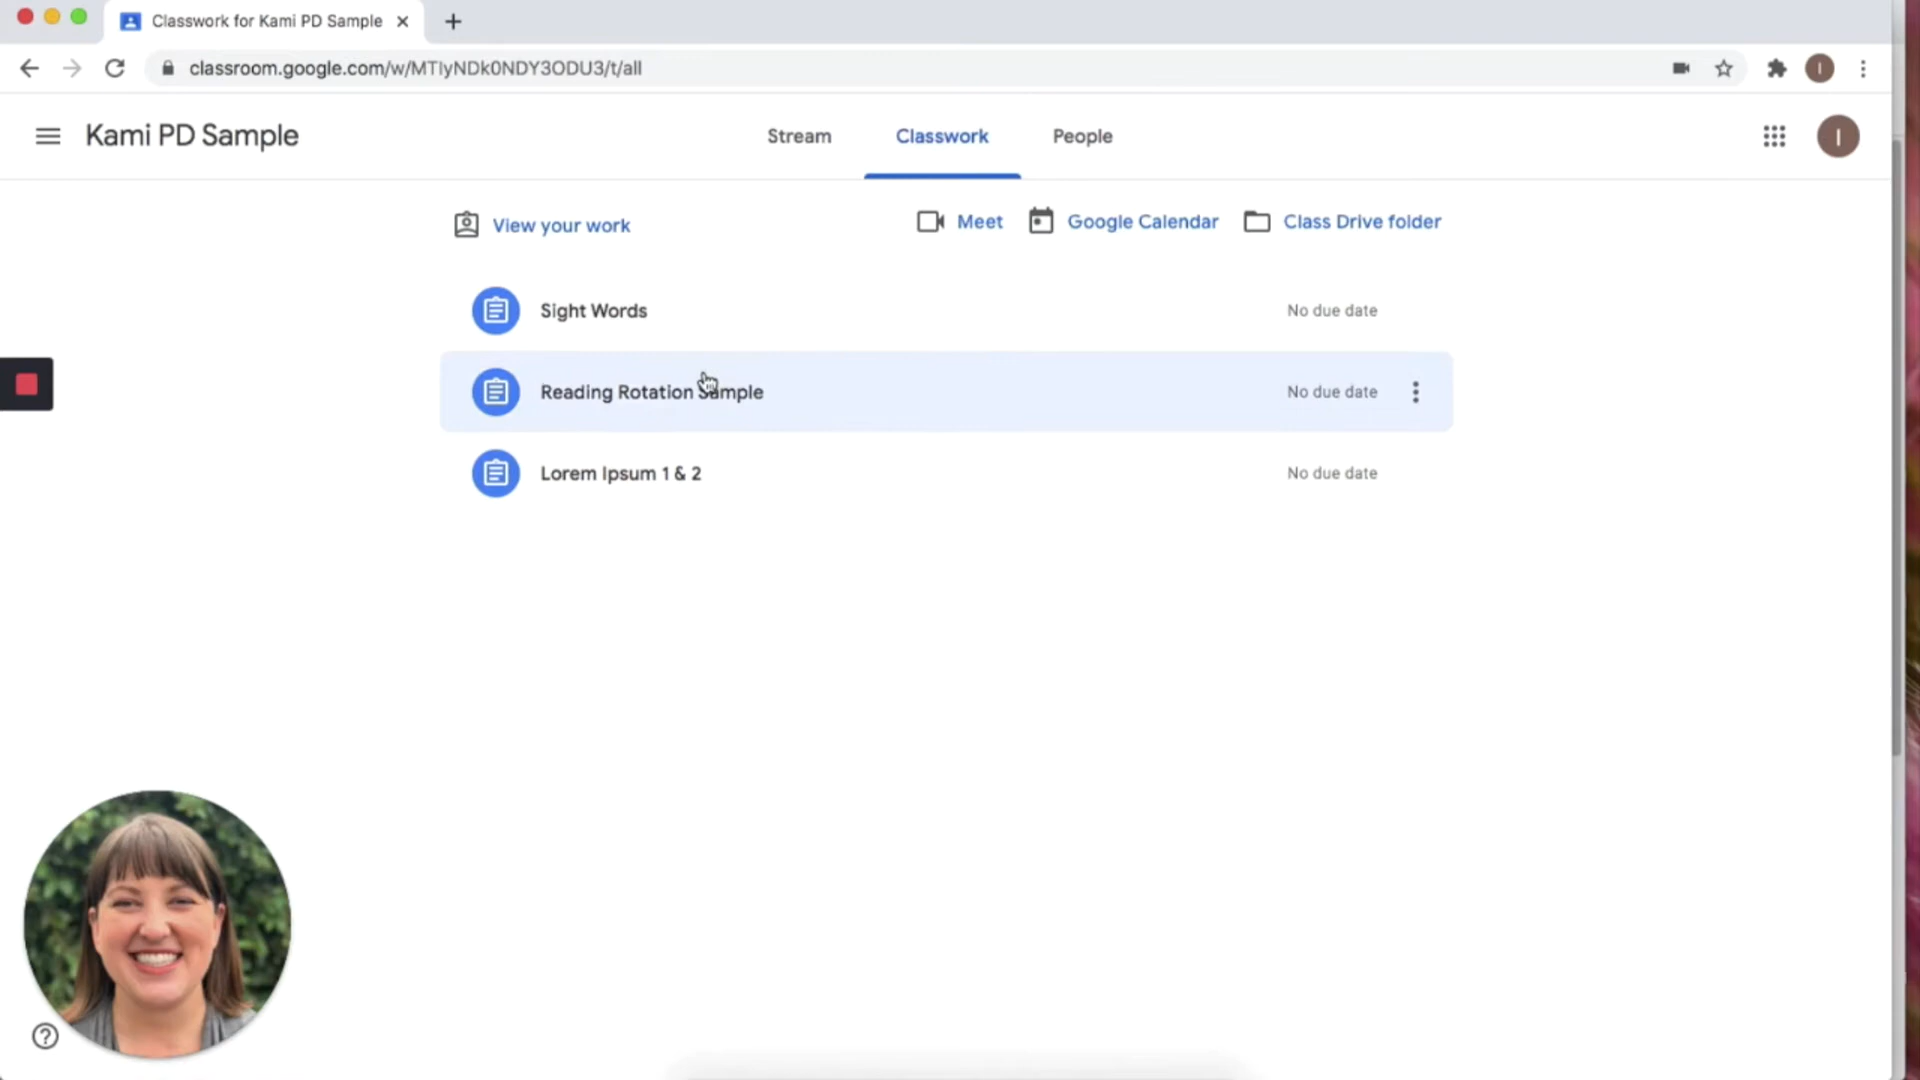 Classwork for Kami PD Sample
classroom.google.com/w/MTIyNDk0NDY3ODU3/t/all
I
Kami PD Sample
Stream
Classwork
People
I
View your work
Meet
Google Calendar
Class Drive folder
Sight Words
No due date
Reading Rotation Sample
No due date
Lorem Ipsum 1 & 2
No due date